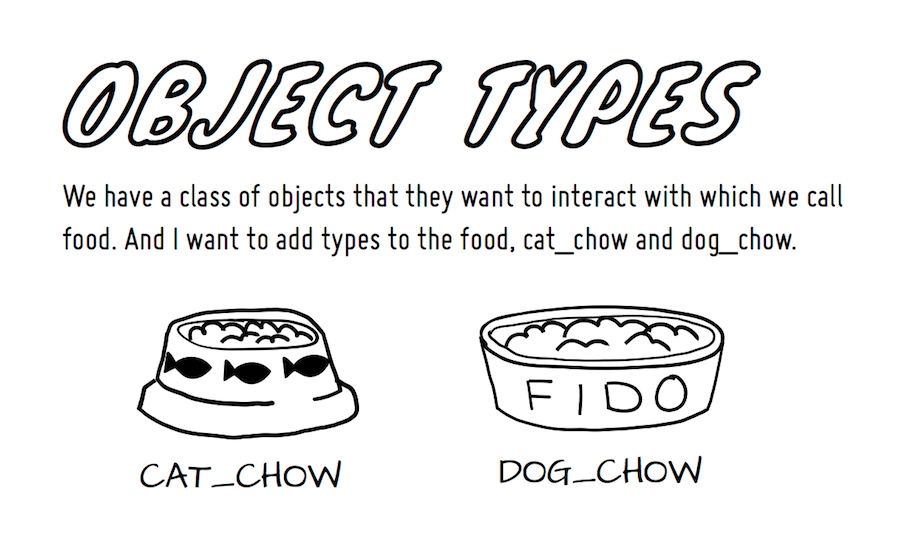 OBJECT TYPES
We have a class of objects that they want to interact with which we call
food. And I want to add types to the food, cat_chow and dog_chow.
FIDO
CAT_CHOW
DOG_CHOW